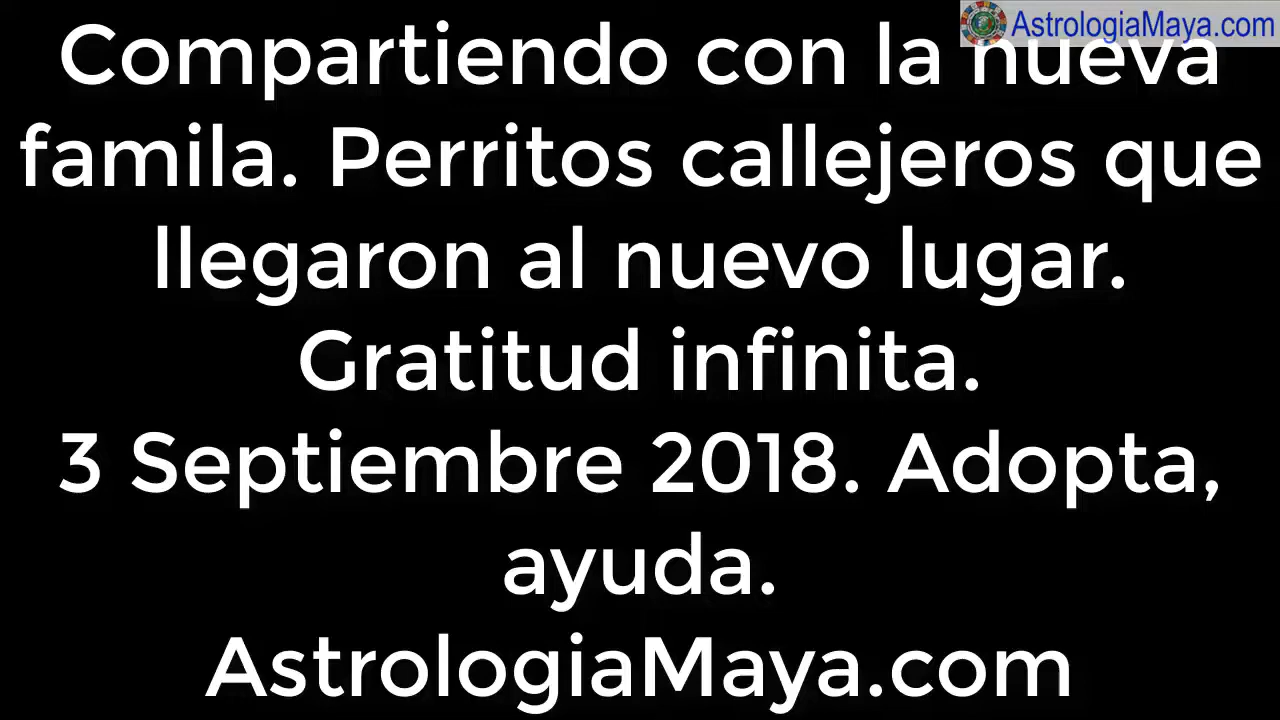 AstrologiaMaya.com
Compartiendo con la nueva
famila. Perritos callejeros que
llegaron al nuevo lugar.
Gratitud infinita.
3 Septiembre 2018. Adopta,
ayuda.
AstrologiaMaya.com